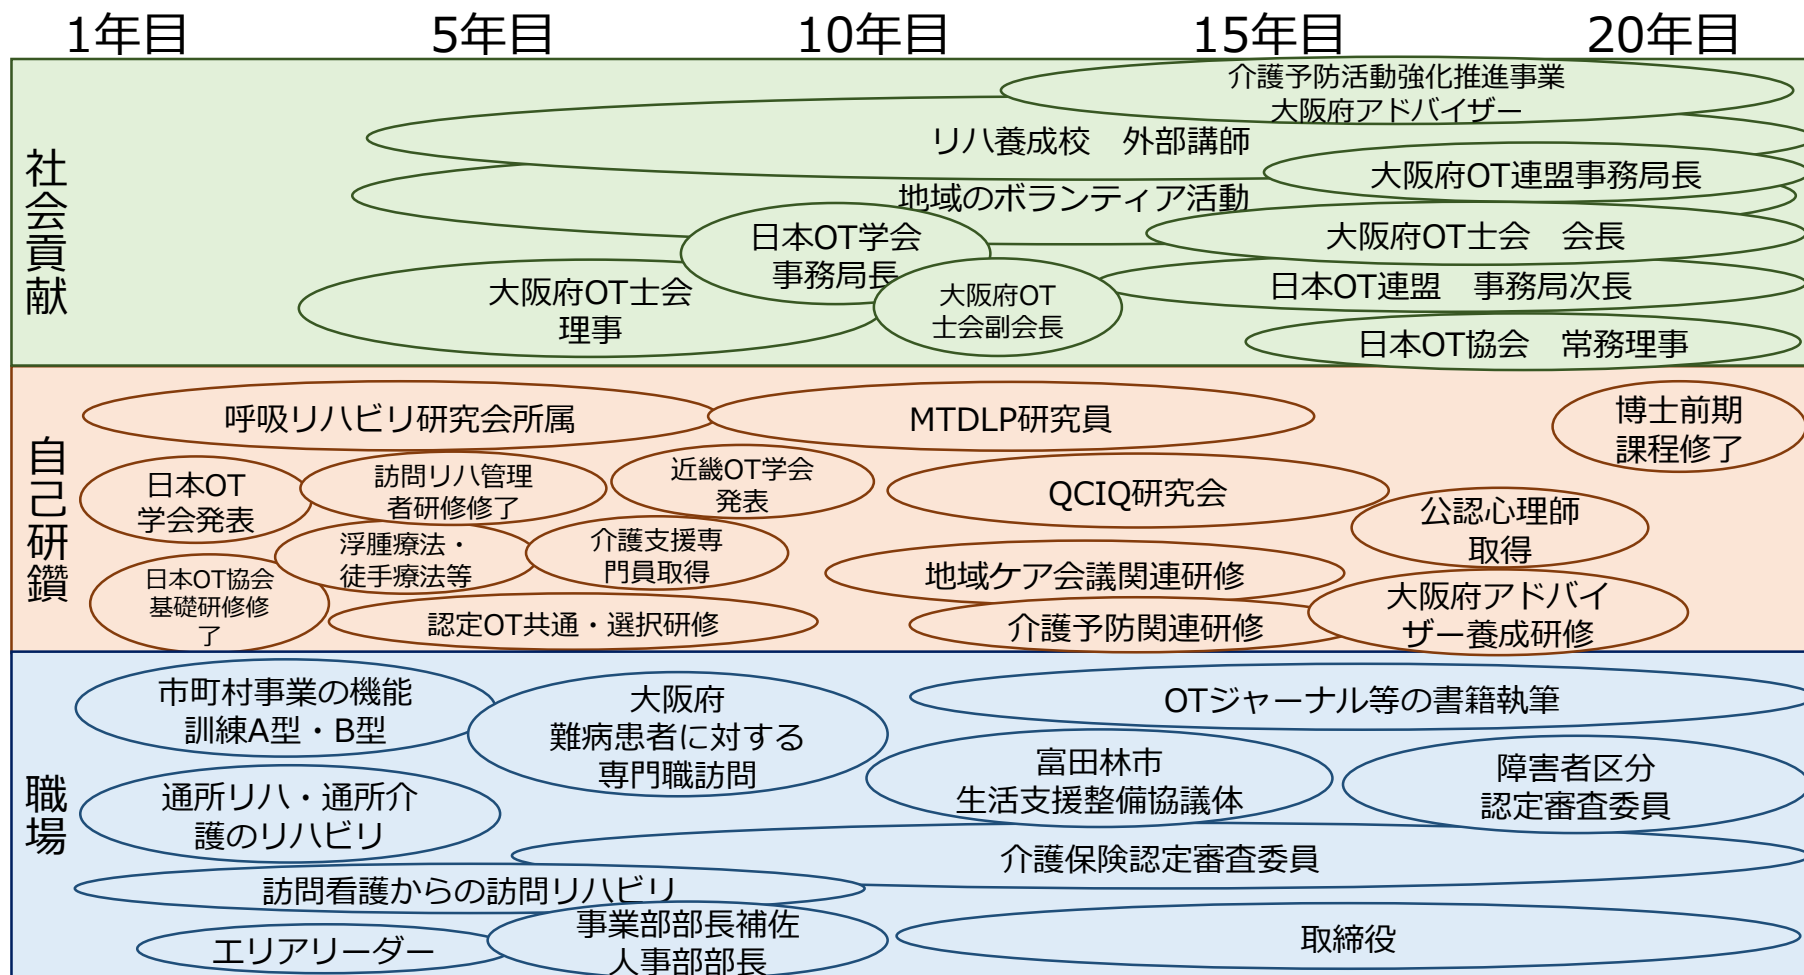 1年目
5年目
10年目
15年目
20年目
社会貢献
介護予防活動強化推進事業
大阪府アドバイザー
リハ養成校　外部講師
大阪府OT連盟事務局長
地域のボランティア活動
日本OT学会
事務局長
大阪府OT士会　会長
大阪府OT士会
理事
大阪府OT
士会副会長
日本OT連盟　事務局次長
日本OT協会　常務理事
自己研鑽
呼吸リハビリ研究会所属
MTDLP研究員
博士前期
課程修了
日本OT
学会発表
訪問リハ管理
者研修修了
近畿OT学会
発表
QCIQ研究会
公認心理師
取得
浮腫療法・
徒手療法等
介護支援専
門員取得
日本OT協会
基礎研修修
了
地域ケア会議関連研修
認定OT共通・選択研修
介護予防関連研修
大阪府アドバイ
ザー養成研修
職場
市町村事業の機能
訓練A型・B型
大阪府
難病患者に対する
専門職訪問
OTジャーナル等の書籍執筆
通所リハ・通所介
護のリハビリ
富田林市
生活支援整備協議体
障害者区分
認定審査委員
介護保険認定審査委員
訪問看護からの訪問リハビリ
エリアリーダー
事業部部長補佐
人事部部長
取締役